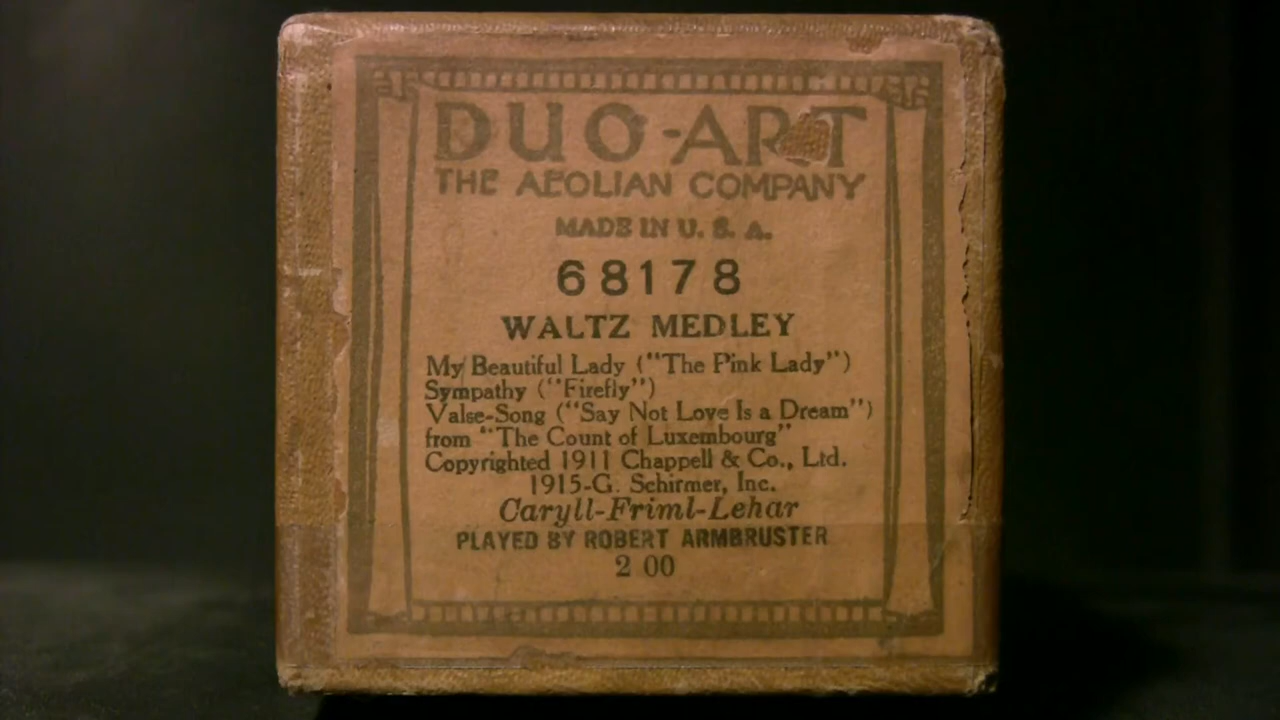 DUO-ART
THE AEOLIAN COMPANY
MADE IN U. S. A.
68178
WALTZ MEDLEY
My Beautiful Lady ("The Pink Lady")
Sympathy ("Firefly")
Valse-Song ("Say Not Love Is a Dream")
from "The Count of Luxembourg"
Copyrighted 1911 Chappell & Co., Ltd.
1915-G. Schirmer, Inc.
Caryll-Friml-Lehar
PLAYED BY ROBERT ARMBRUSTER
2 00